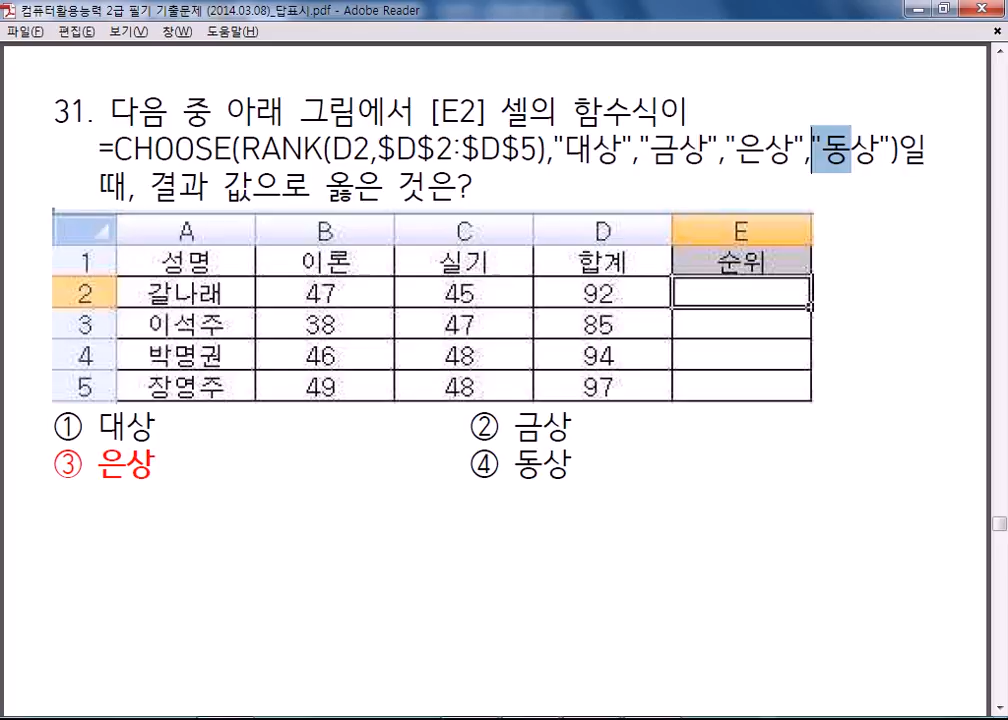 컴퓨터활용능력 2급 필기 기출문제 (2014.03.08)_답표시.pdf - Adobe Reader
파일(F) 편집(E) 보기(V) 창(W) 도움말(H)
31. 다음 중 아래 그림에서 [E2] 셀의 함수식이
=CHOOSE(RANK(D2,$D$2:$D$5),"대상","금상","은상","동상")일
때, 결과 값으로 옳은 것은?
A B C D E
1 성명 이론 실기 합계 순위
2 갈나래 47 45 92
3 이석주 38 47 85
4 박명권 46 48 94
5 장영주 49 48 97
① 대상 ② 금상
③ 은상 ④ 동상